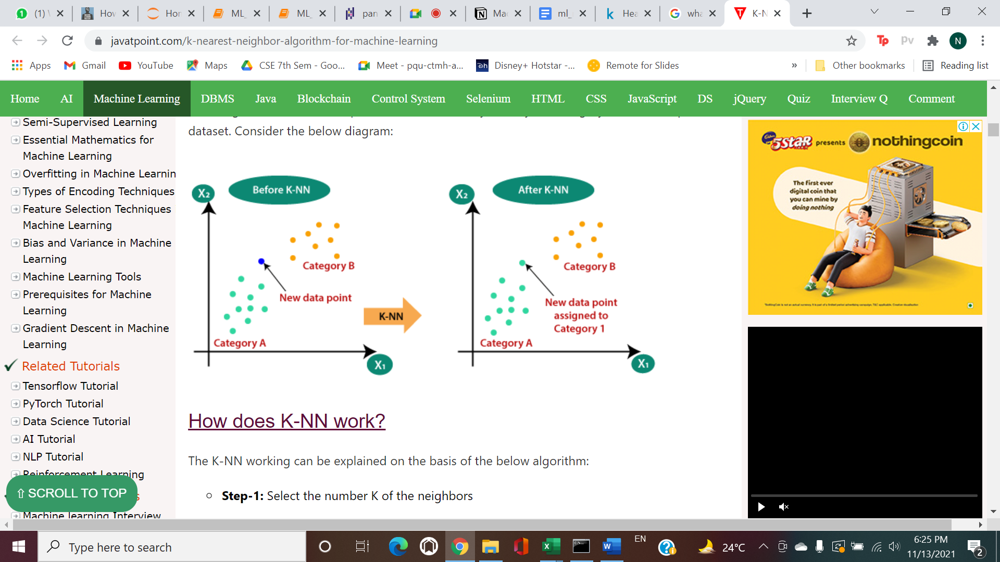 (1)
Hov
Hor
ML_
ML_
pan
Mac
ml_
k Hea
wha
K-N
javatpoint.com/k-nearest-neighbor-algorithm-for-machine-learning
Tp
pv
N
Apps
Gmail
YouTube
Maps
CSE 7th Sem - Goo...
Meet - pqu-ctmh-a...
Disney+ Hotstar -...
Remote for Slides
»
Other bookmarks
Reading list
Home AI Machine Learning DBMS Java Blockchain Control System Selenium HTML CSS JavaScript DS jQuery Quiz Interview Q Comment
Semi-Supervised Learning
Essential Mathematics for
Machine Learning
Overfitting in Machine Learnin
Types of Encoding Techniques
Feature Selection Techniques
Machine Learning
Bias and Variance in Machine
Learning
Machine Learning Tools
Prerequisites for Machine
Learning
Gradient Descent in Machine
Learning
Related Tutorials
Tensorflow Tutorial
PyTorch Tutorial
Data Science Tutorial
AI Tutorial
NLP Tutorial
Reinforcement Learning
⇧ SCROLL TO TOP
Machine learning Interview
dataset. Consider the below diagram:
Before K-NN
X2
Category B
New data point
Category A
X1
K-NN
After K-NN
X2
Category B
New data point
assigned to
Category 1
Category A
X1
How does K-NN work?
The K-NN working can be explained on the basis of the below algorithm:
Step-1: Select the number K of the neighbors
5STAR presents nothingcoin
The first ever
digital coin that
you can mine by
doing nothing
Type here to search
EN
24°C
6:25 PM
11/13/2021
2